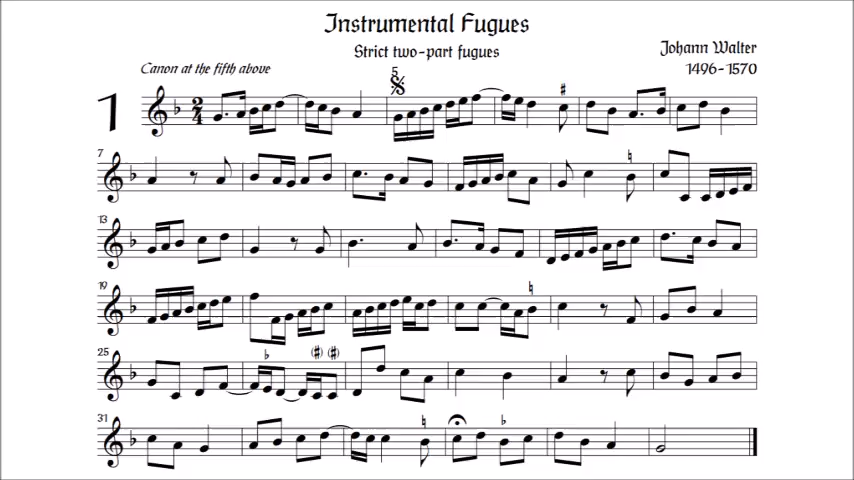 Instrumental Fugues
Strict two-part fugues
Johann Walter
1496-1570
Canon at the fifth above
5
1
2
4
7
13
19
25
31